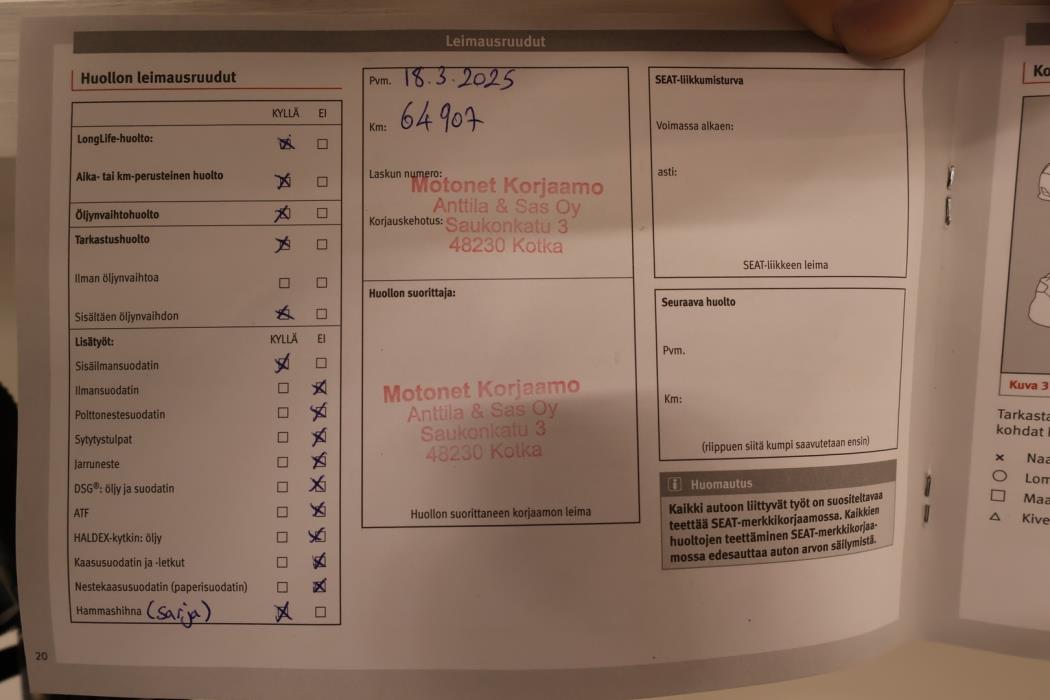 Leimausruudut
Huollon leimausruudut
KYLLÄ EI
LongLife-huolto:
Aika- tai km-perusteinen huolto
Öljynvaihtohuolto
Tarkastushuolto
Ilman öljynvaihtoa
Sisältäen öljynvaihdon
Lisätyöt: KYLLÄ EI
Sisäilmansuodatin
Ilmansuodatin
Polttonestesuodatin
Sytytystulpat
Jarruneste
DSG®: öljy ja suodatin
ATF
HALDEX-kytkin: öljy
Kaasusuodatin ja -letkut
Nestekaasusuodatin (paperisuodatin)
Hammashihna (sarja)
20
Pvm. 18.3.2025
Km: 64 907
Laskun numero:
Motonet Korjaamo
Anttila & Sas Oy
Korjauskehotus: Saukonkatu 3
48230 Kotka
Huollon suorittaja:
Motonet Korjaamo
Anttila & Sas Oy
Saukonkatu 3
48230 Kotka
Huollon suorittaneen korjaamon leima
SEAT-liikkumisturva
Voimassa alkaen:
asti:
SEAT-liikkeen leima
Seuraava huolto
Pvm.
Km:
(riippuen siitä kumpi saavutetaan ensin)
i Huomautus
Kaikki autoon liittyvät työt on suositeltavaa
teettää SEAT-merkkikorjaamossa. Kaikkien
huoltojen teettäminen SEAT-merkkikorjaa-
mossa edesauttaa auton arvon säilymistä.
Kuva 3
kohdat